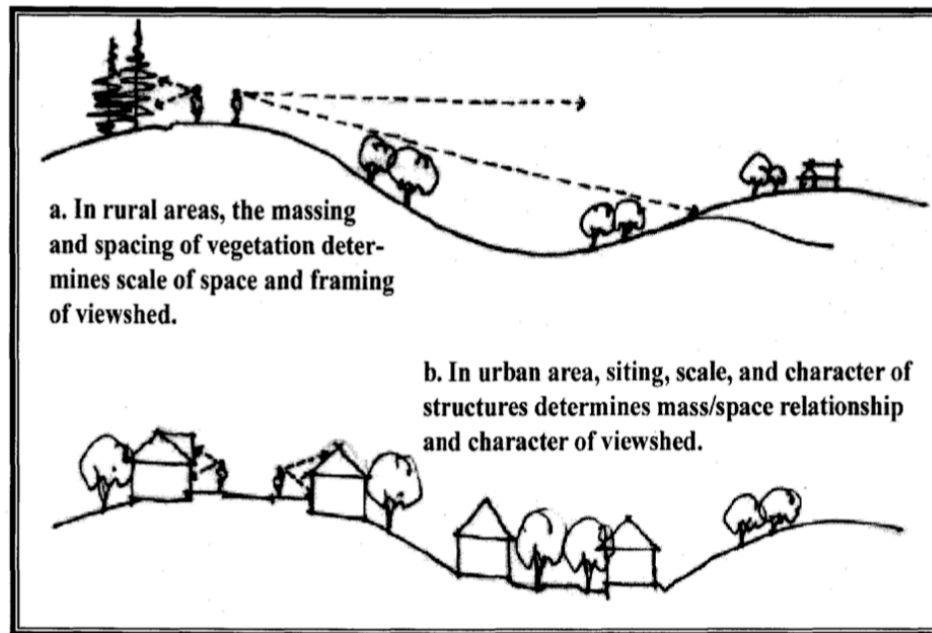 a. In rural areas, the massing
and spacing of vegetation deter-
mines scale of space and framing
of viewshed.
b. In urban area, siting, scale, and character of
structures determines mass/space relationship
and character of viewshed.